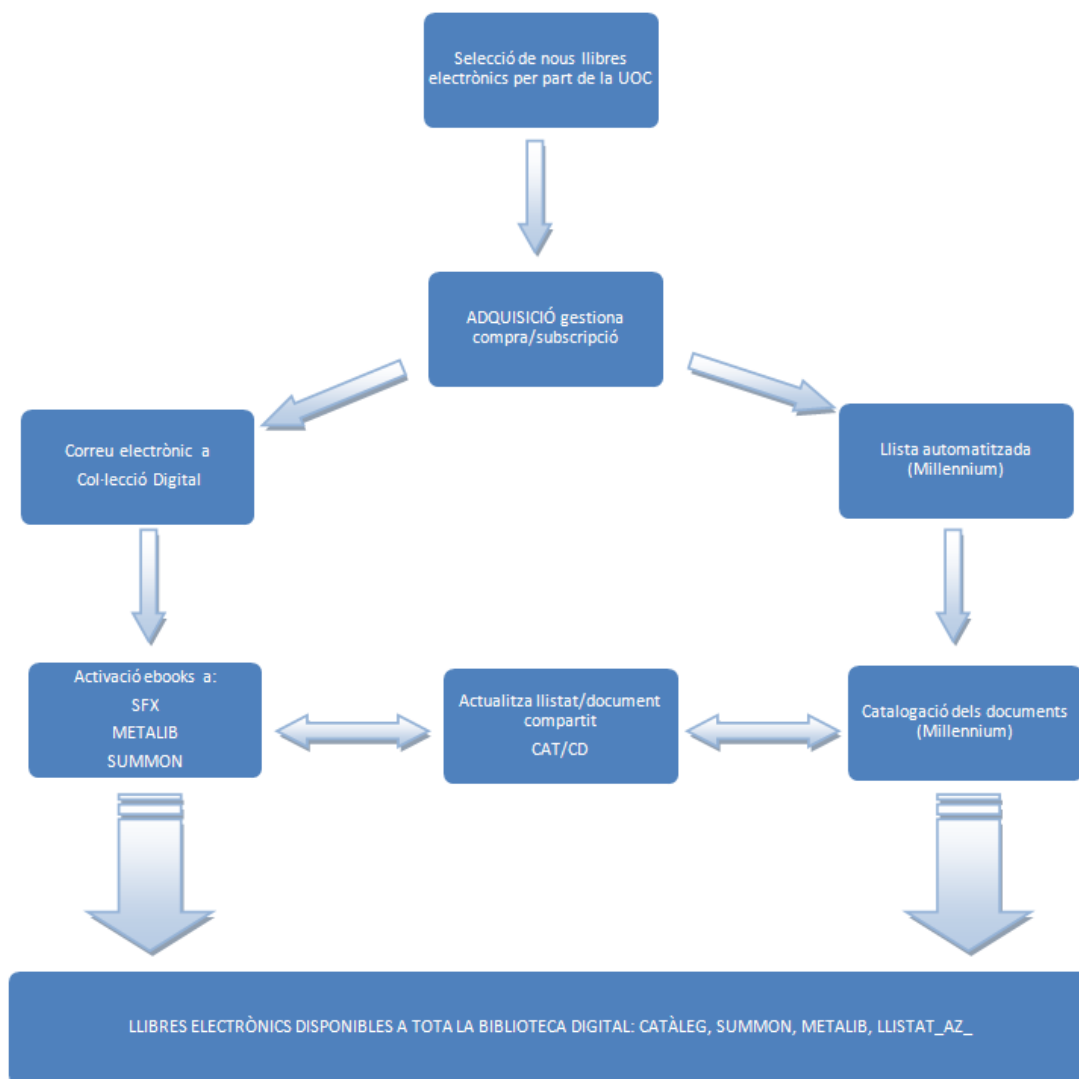 Selecció de nous llibres
electrònics per part de la UOC
ADQUISICIÓ gestiona
compra/subscripció
Correu electrònic a
Col·lecció Digital
Llista automatitzada
(Millennium)
Activació ebooks a:
SFX
METALIB
SUMMON
Actualitza llistat/document
compartit
CAT/CD
Catalogació dels documents
(Millennium)
LLIBRES ELECTRÒNICS DISPONIBLES A TOTA LA BIBLIOTECA DIGITAL: CATÀLEG, SUMMON, METALIB, LLISTAT_AZ_